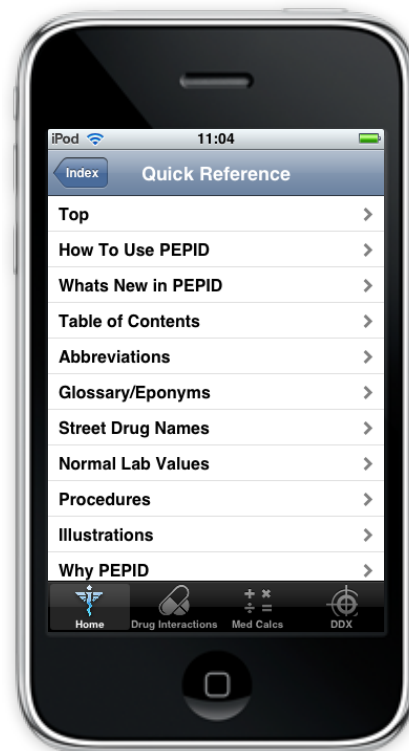 iPod 11:04
Index Quick Reference
Top
How To Use PEPID
Whats New in PEPID
Table of Contents
Abbreviations
Glossary/Eponyms
Street Drug Names
Normal Lab Values
Procedures
Illustrations
Why PEPID
Home Drug Interactions Med Calcs DDX